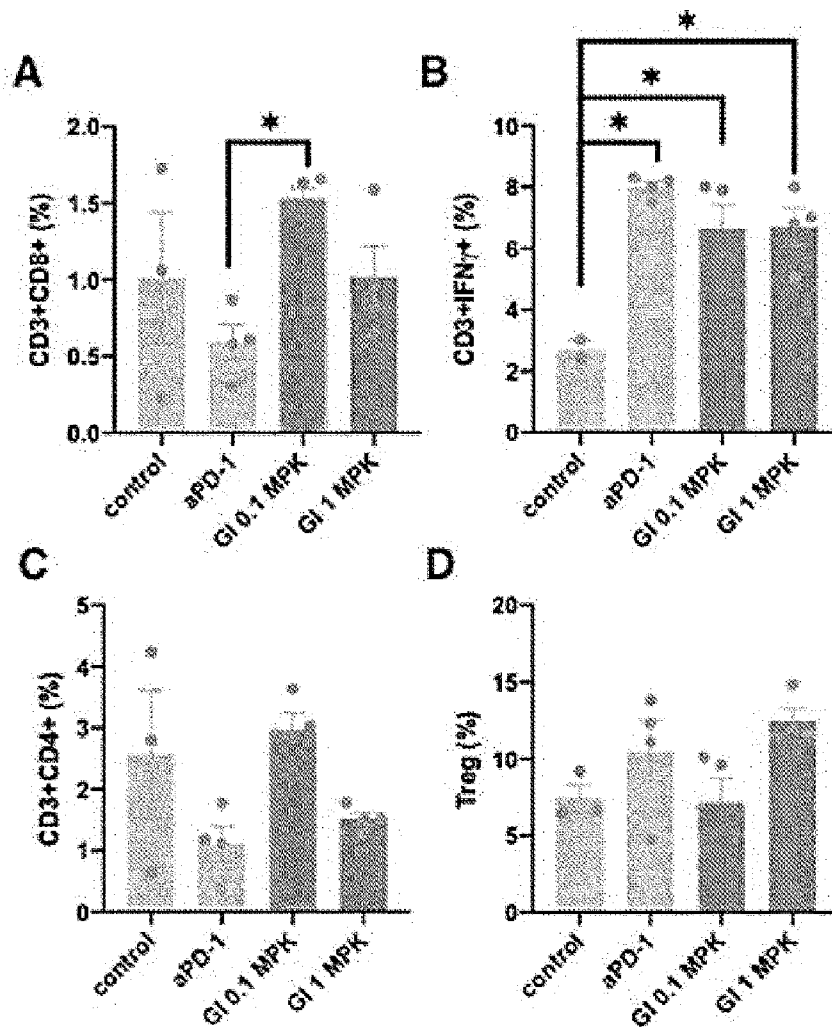 A
*
CD3+CD8+ (%)
2.0
1.5
1.0
0.5
0.0
control
aPD-1
GI 0.1 MPK
GI 1 MPK
B
*
*
*
CD3+IFNγ+ (%)
10
8
6
4
2
0
control
aPD-1
GI 0.1 MPK
GI 1 MPK
C
CD3+CD4+ (%)
5
4
3
2
1
0
control
aPD-1
GI 0.1 MPK
GI 1 MPK
D
Treg (%)
20
15
10
5
0
control
aPD-1
GI 0.1 MPK
GI 1 MPK